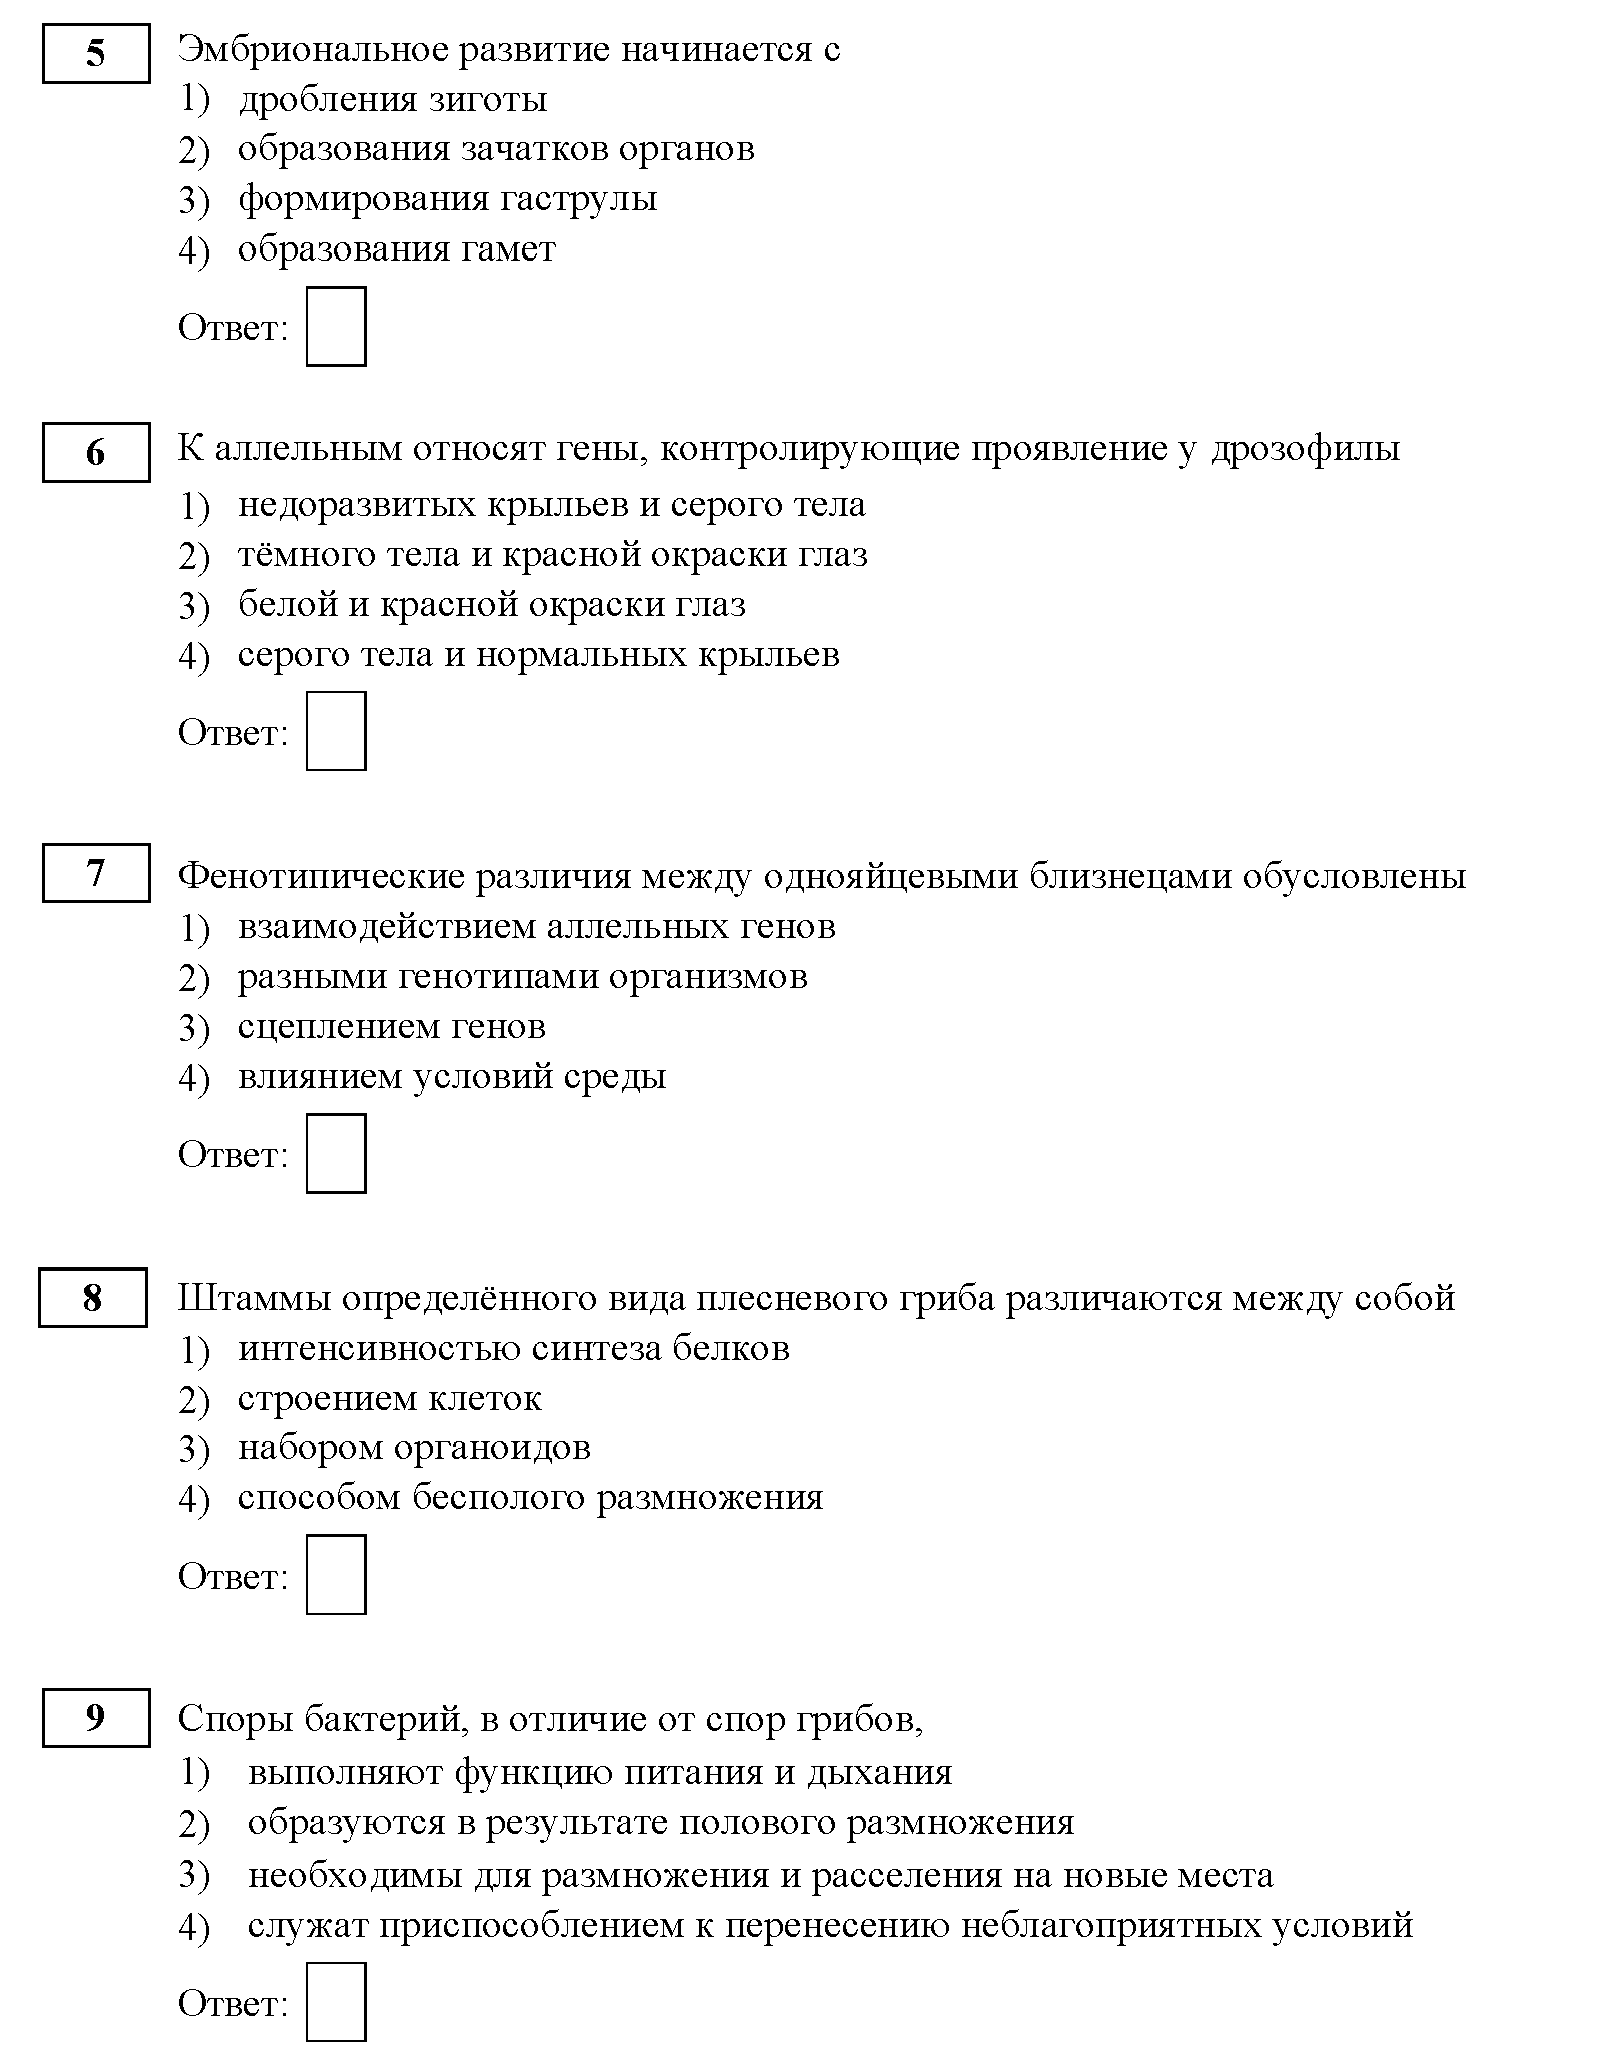 5 Эмбриональное развитие начинается с
1) дробления зиготы
2) образования зачатков органов
3) формирования гаструлы
4) образования гамет
Ответ:
6 К аллельным относят гены, контролирующие проявление у дрозофилы
1) недоразвитых крыльев и серого тела
2) тёмного тела и красной окраски глаз
3) белой и красной окраски глаз
4) серого тела и нормальных крыльев
Ответ:
7 Фенотипические различия между однояйцевыми близнецами обусловлены
1) взаимодействием аллельных генов
2) разными генотипами организмов
3) сцеплением генов
4) влиянием условий среды
Ответ:
8 Штаммы определённого вида плесневого гриба различаются между собой
1) интенсивностью синтеза белков
2) строением клеток
3) набором органоидов
4) способом бесполого размножения
Ответ:
9 Споры бактерий, в отличие от спор грибов,
1) выполняют функцию питания и дыхания
2) образуются в результате полового размножения
3) необходимы для размножения и расселения на новые места
4) служат приспособлением к перенесению неблагоприятных условий
Ответ: